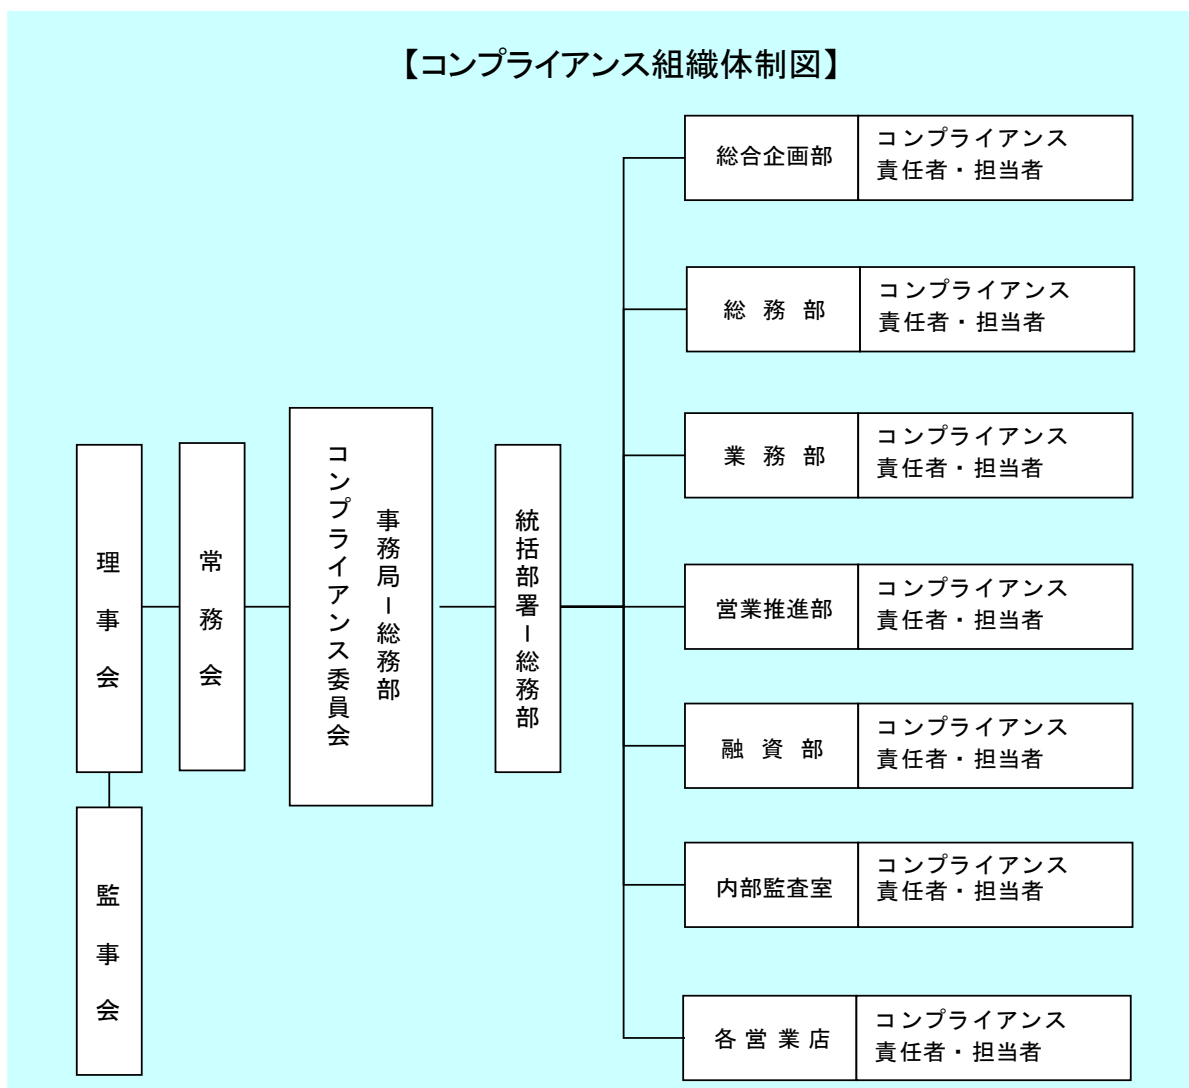 【コンプライアンス組織体制図】
理事会
監事会
常務会
コンプライアンス委員会
事務局ー総務部
統括部署ー総務部
総合企画部
コンプライアンス
責任者・担当者
総務部
コンプライアンス
責任者・担当者
業務部
コンプライアンス
責任者・担当者
営業推進部
コンプライアンス
責任者・担当者
融資部
コンプライアンス
責任者・担当者
内部監査室
コンプライアンス
責任者・担当者
各営業店
コンプライアンス
責任者・担当者